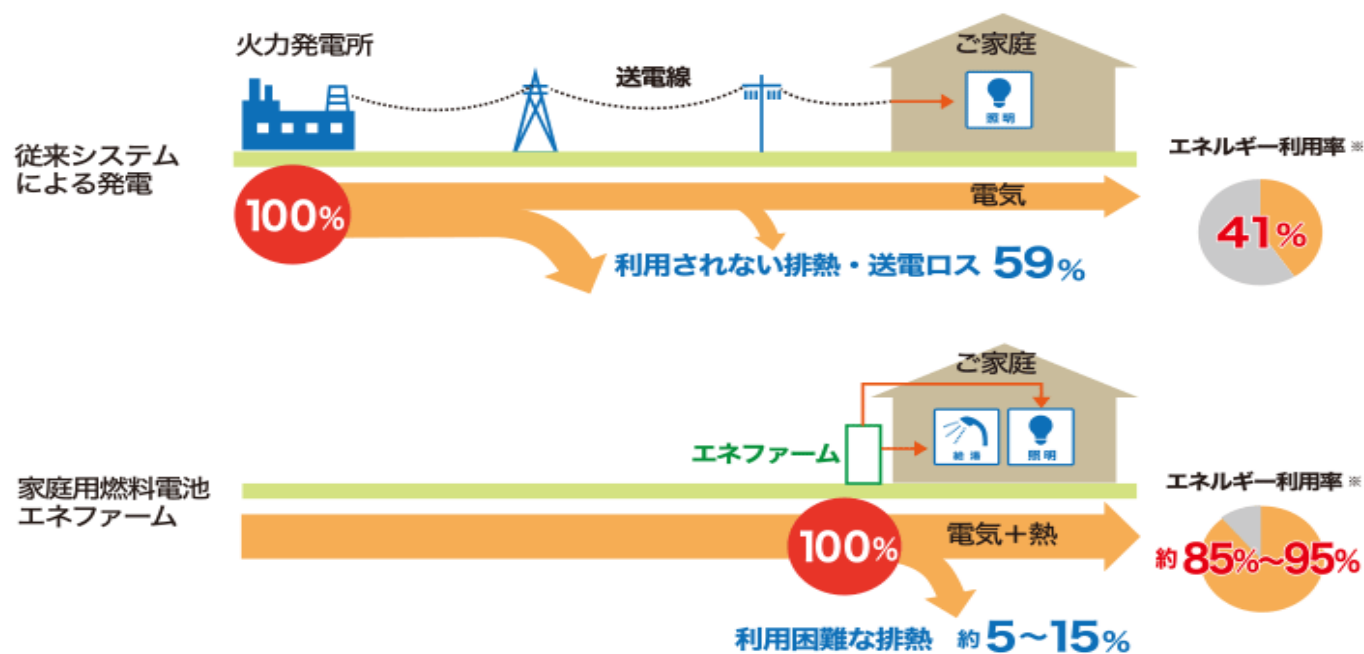 火力発電所
ご家庭
送電線
照明
従来システム
による発電
エネルギー利用率 ※
100%
電気
41%
利用されない排熱・送電ロス 59%
ご家庭
エネファーム
給湯
照明
家庭用燃料電池
エネファーム
エネルギー利用率 ※
100%
電気＋熱
約85%〜95%
利用困難な排熱 約5〜15%